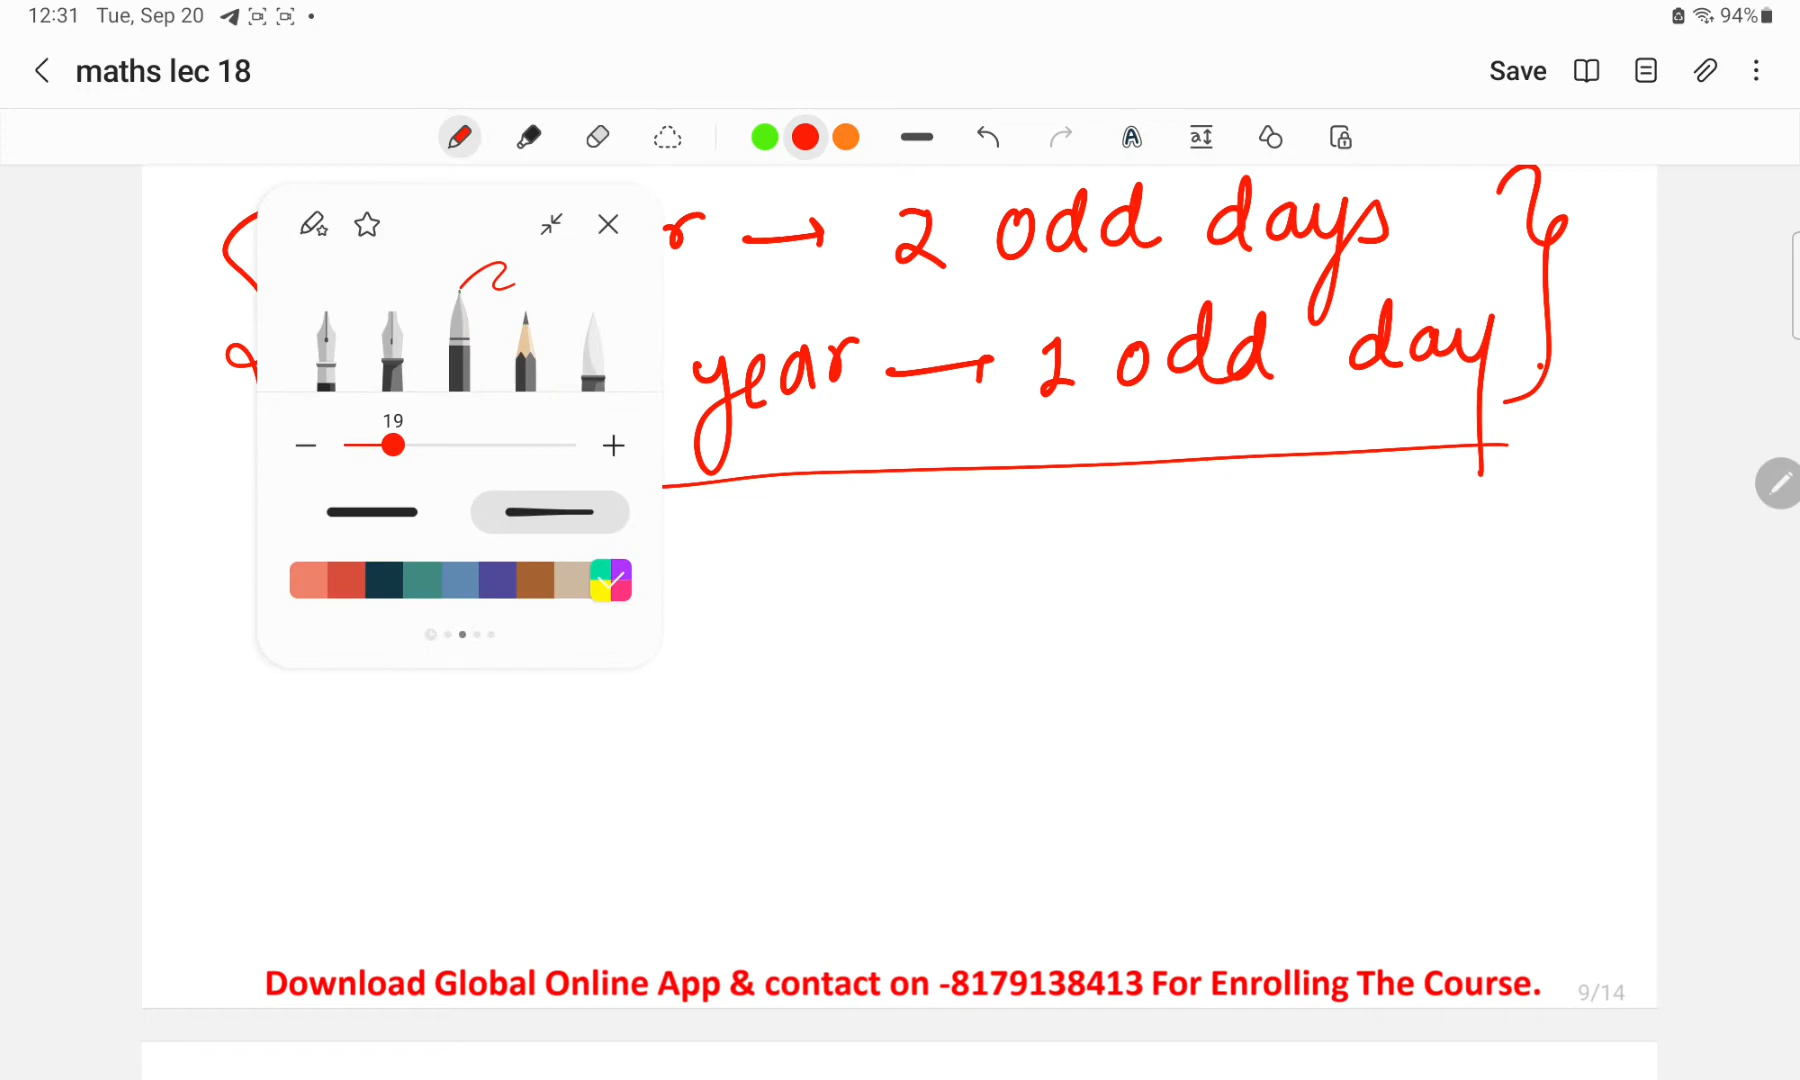 12:31 Tue, Sep 20 94%
maths lec 18
Save
r → 2 odd days
year → 1 odd day
19
Download Global Online App & contact on -8179138413 For Enrolling The Course.
9/14